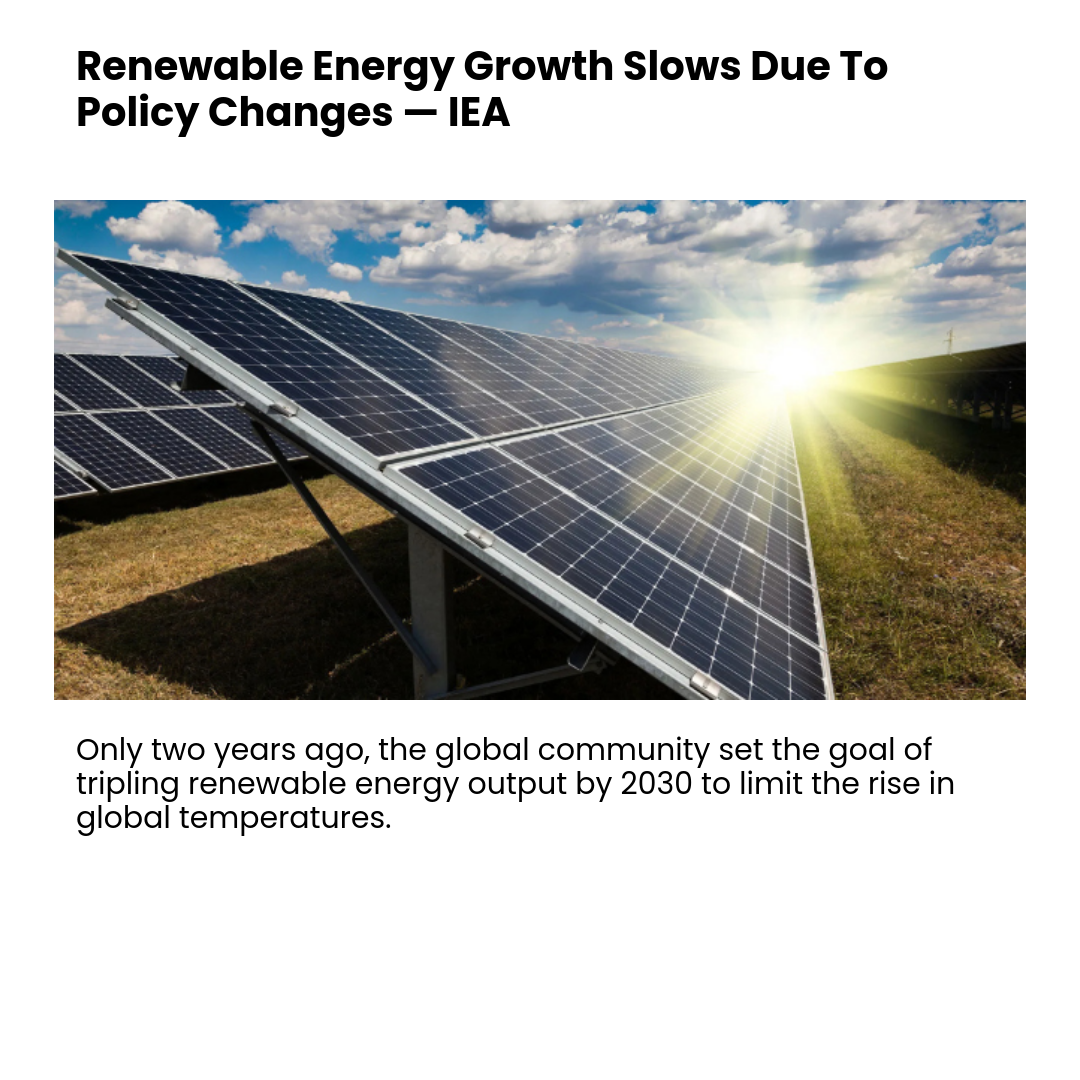 Renewable Energy Growth Slows Due To
Policy Changes — IEA
Only two years ago, the global community set the goal of
tripling renewable energy output by 2030 to limit the rise in
global temperatures.